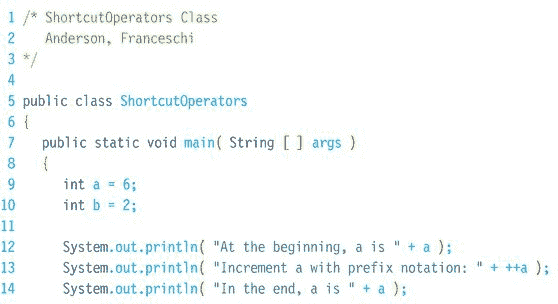 1 /* ShortcutOperators Class
2 Anderson, Franceschi
3 */
4
5 public class ShortcutOperators
6 {
7 public static void main( String [ ] args )
8 {
9 int a = 6;
10 int b = 2;
11
12 System.out.println( "At the beginning, a is " + a );
13 System.out.println( "Increment a with prefix notation: " + ++a );
14 System.out.println( "In the end, a is " + a );